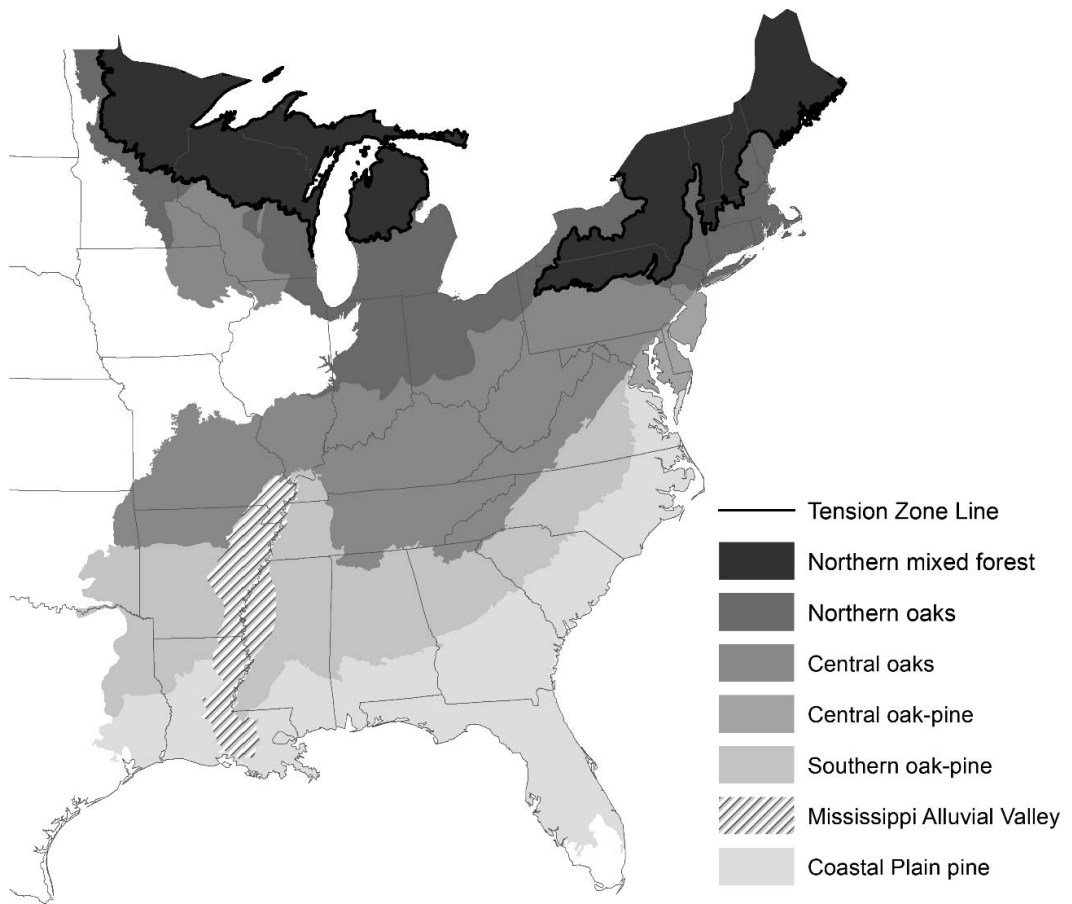 Tension Zone Line
Northern mixed forest
Northern oaks
Central oaks
Central oak-pine
Southern oak-pine
Mississippi Alluvial Valley
Coastal Plain pine